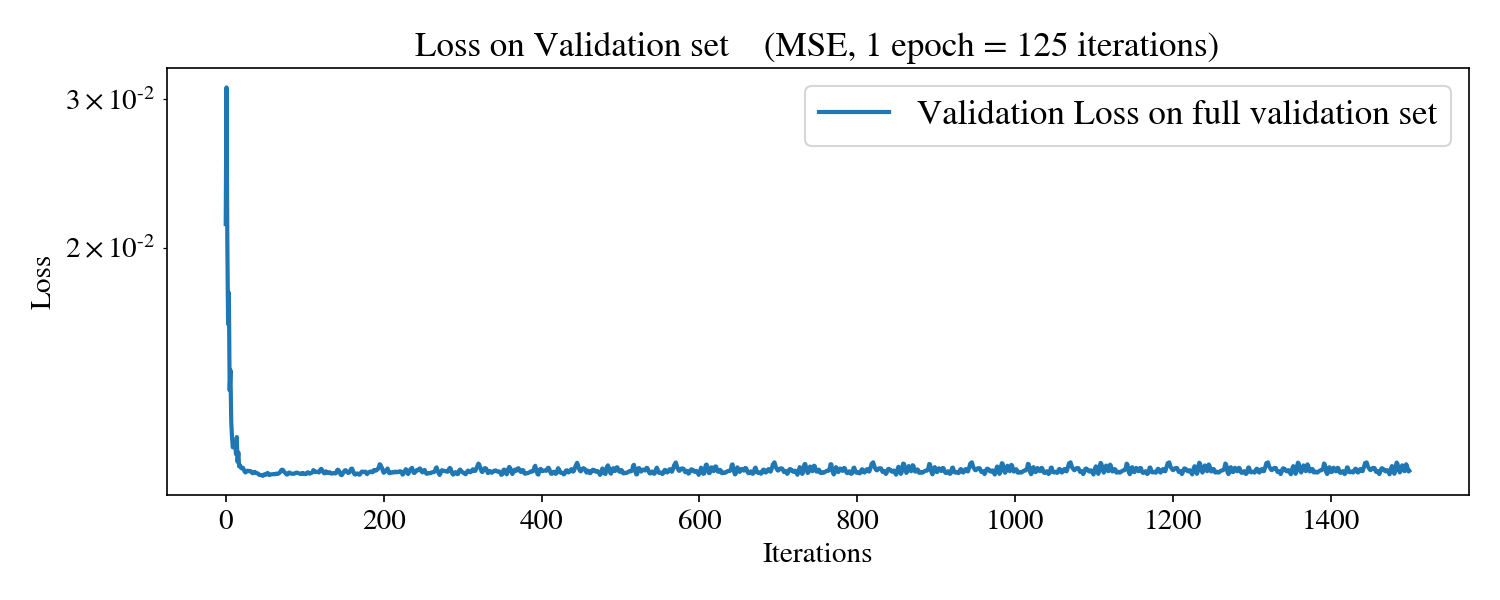 Loss on Validation set (MSE, 1 epoch = 125 iterations)
Validation Loss on full validation set
3×10⁻²
2×10⁻²
Loss
0 200 400 600 800 1000 1200 1400
Iterations